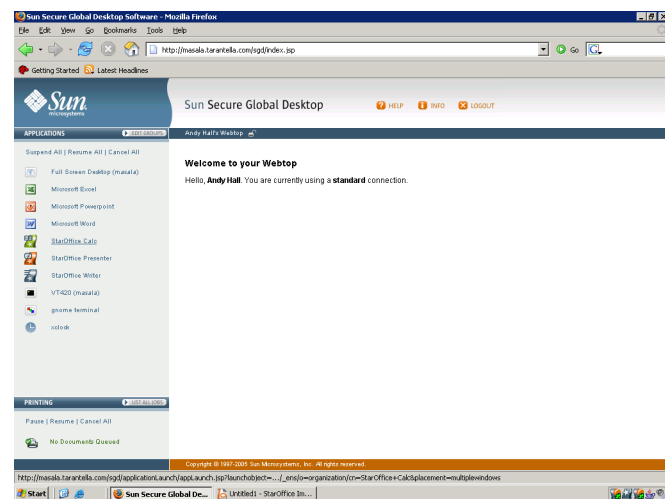 Sun Secure Global Desktop Software - Mozilla Firefox
File Edit View Go Bookmarks Tools Help
http://masala.tarantella.com/sgd/index.jsp Go G
Getting Started Latest Headlines
Sun
microsystems
Sun Secure Global Desktop HELP INFO LOGOUT
APPLICATIONS EDIT GROUPS Andy Hall's Webtop
Suspend All | Resume All | Cancel All
Welcome to your Webtop
Full Screen Desktop (masala)
Hello, Andy Hall. You are currently using a standard connection.
Microsoft Excel
Microsoft Powerpoint
Microsoft Word
StarOffice Calc
StarOffice Presenter
StarOffice Writer
VT420 (masala)
gnome terminal
xclock
PRINTING LIST ALL JOBS
Pause | Resume | Cancel All
No Documents Queued
Copyright © 1997-2005 Sun Microsystems, Inc. All rights reserved.
http://masala.tarantella.com/sgd/applicationLaunch/appLaunch.jsp?launchobject=.../_ens/o=organization/cn=StarOffice+Calc&placement=multiplewindows
Start Sun Secure Global De... Untitled1 - StarOffice Im...